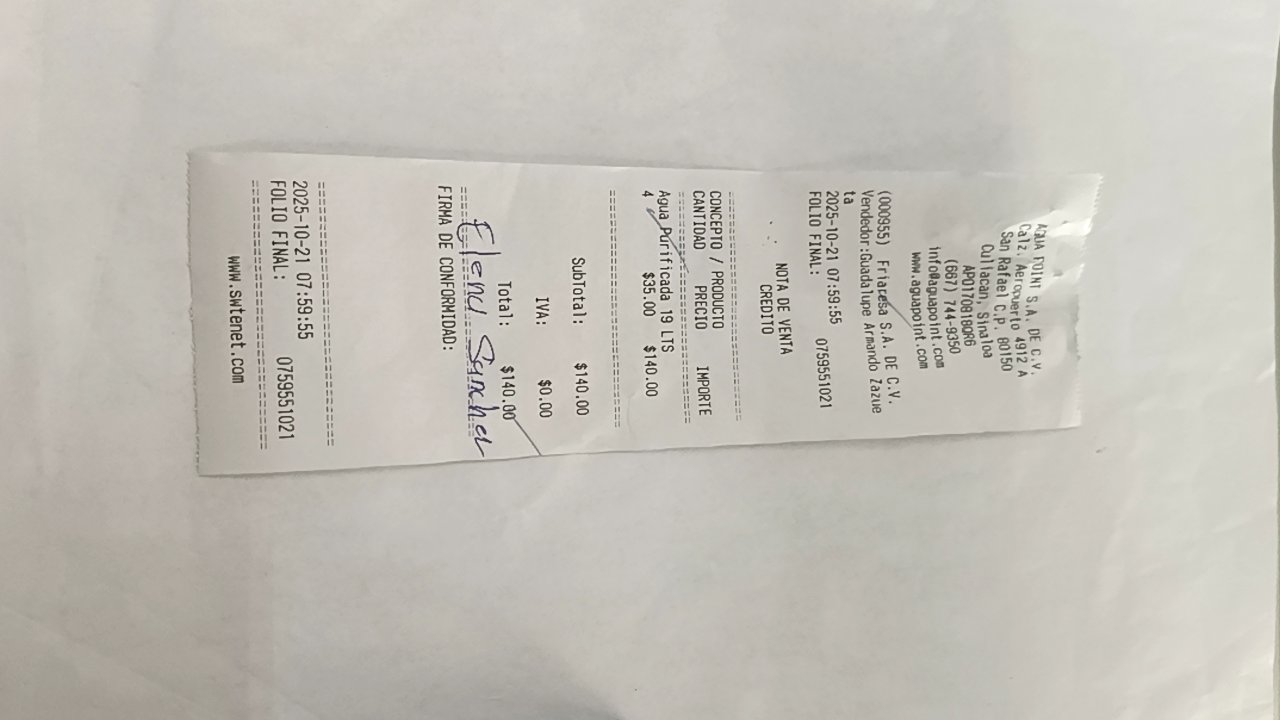 AGUA POINT S.A. DE C.V.
Calz. Aeropuerto 4912 A
San Rafael C.P. 80150
Culiacan, Sinaloa
APO170818QR6
(667) 744-9350
info@aguapoint.com
www.aguapoint.com
(000955) Friacesa S.A. DE C.V.
Vendedor:Guadalupe Armando Zazue
ta
2025-10-21 07:59:55 0759551021
FOLIO FINAL:
NOTA DE VENTA
CREDITO
CONCEPTO / PRODUCTO
CANTIDAD PRECIO IMPORTE
Agua Purificada 19 LTS
4 $35.00 $140.00
SubTotal: $140.00
IVA: $0.00
Total: $140.00
Elena Sanchez
FIRMA DE CONFORMIDAD:
2025-10-21 07:59:55
FOLIO FINAL: 0759551021
www.swtenet.com